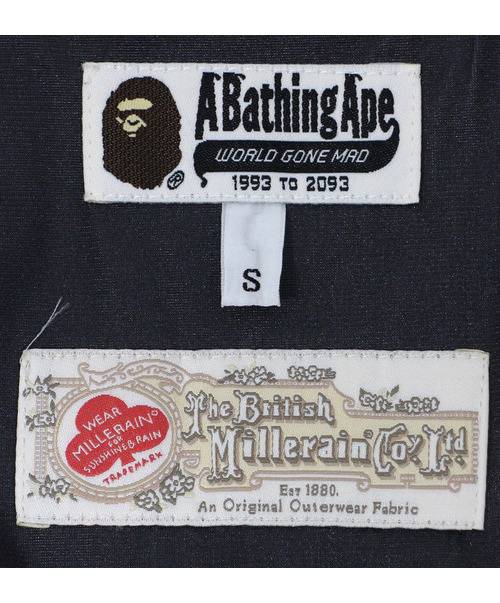 A Bathing Ape
WORLD GONE MAD
1993 TO 2093
S
WEAR
MILLERAIN
FOR
SUNSHINE & RAIN
TRADEMARK
The British
Millerain Coy Ltd
EST 1880.
An Original Outerwear Fabric